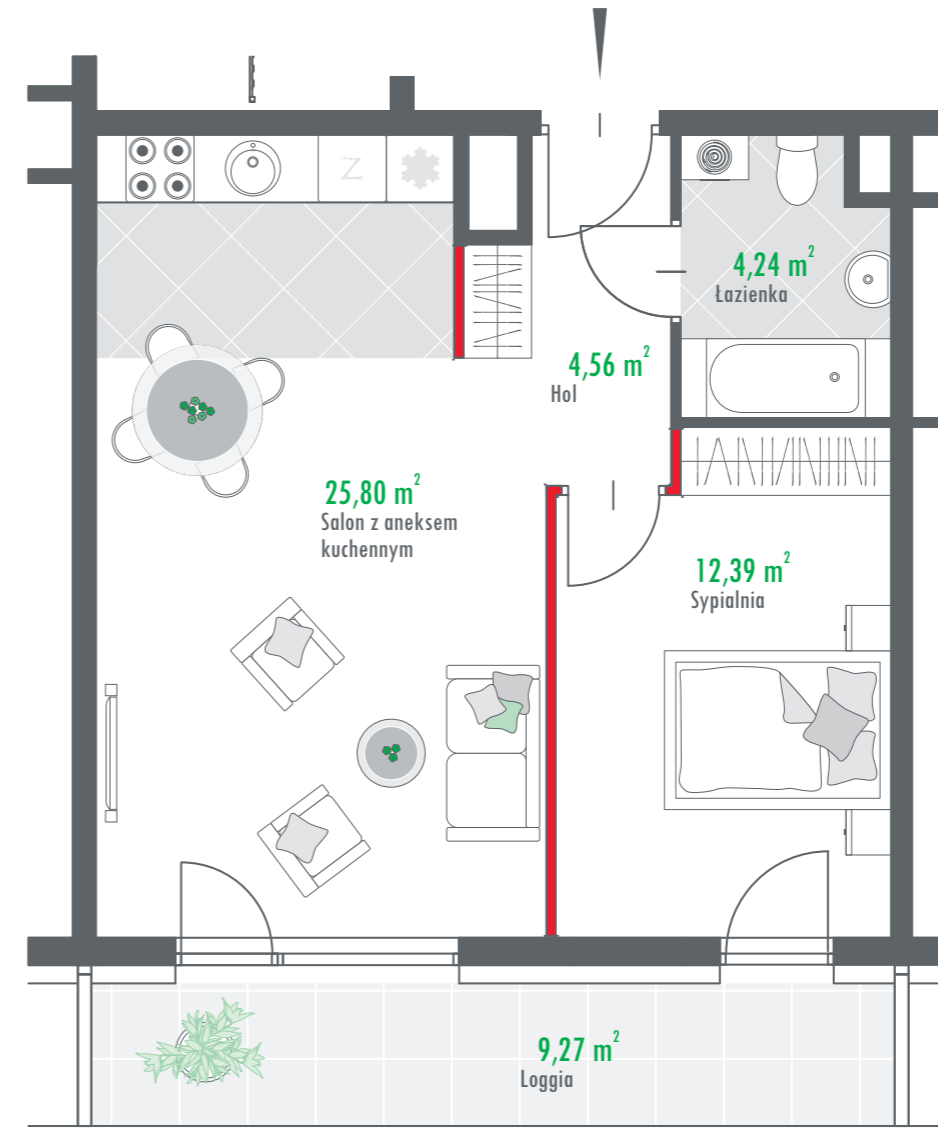 Z
4,24 m²
Łazienka
4,56 m²
Hol
25,80 m²
Salon z aneksem
kuchennym
12,39 m²
Sypialnia
9,27 m²
Loggia